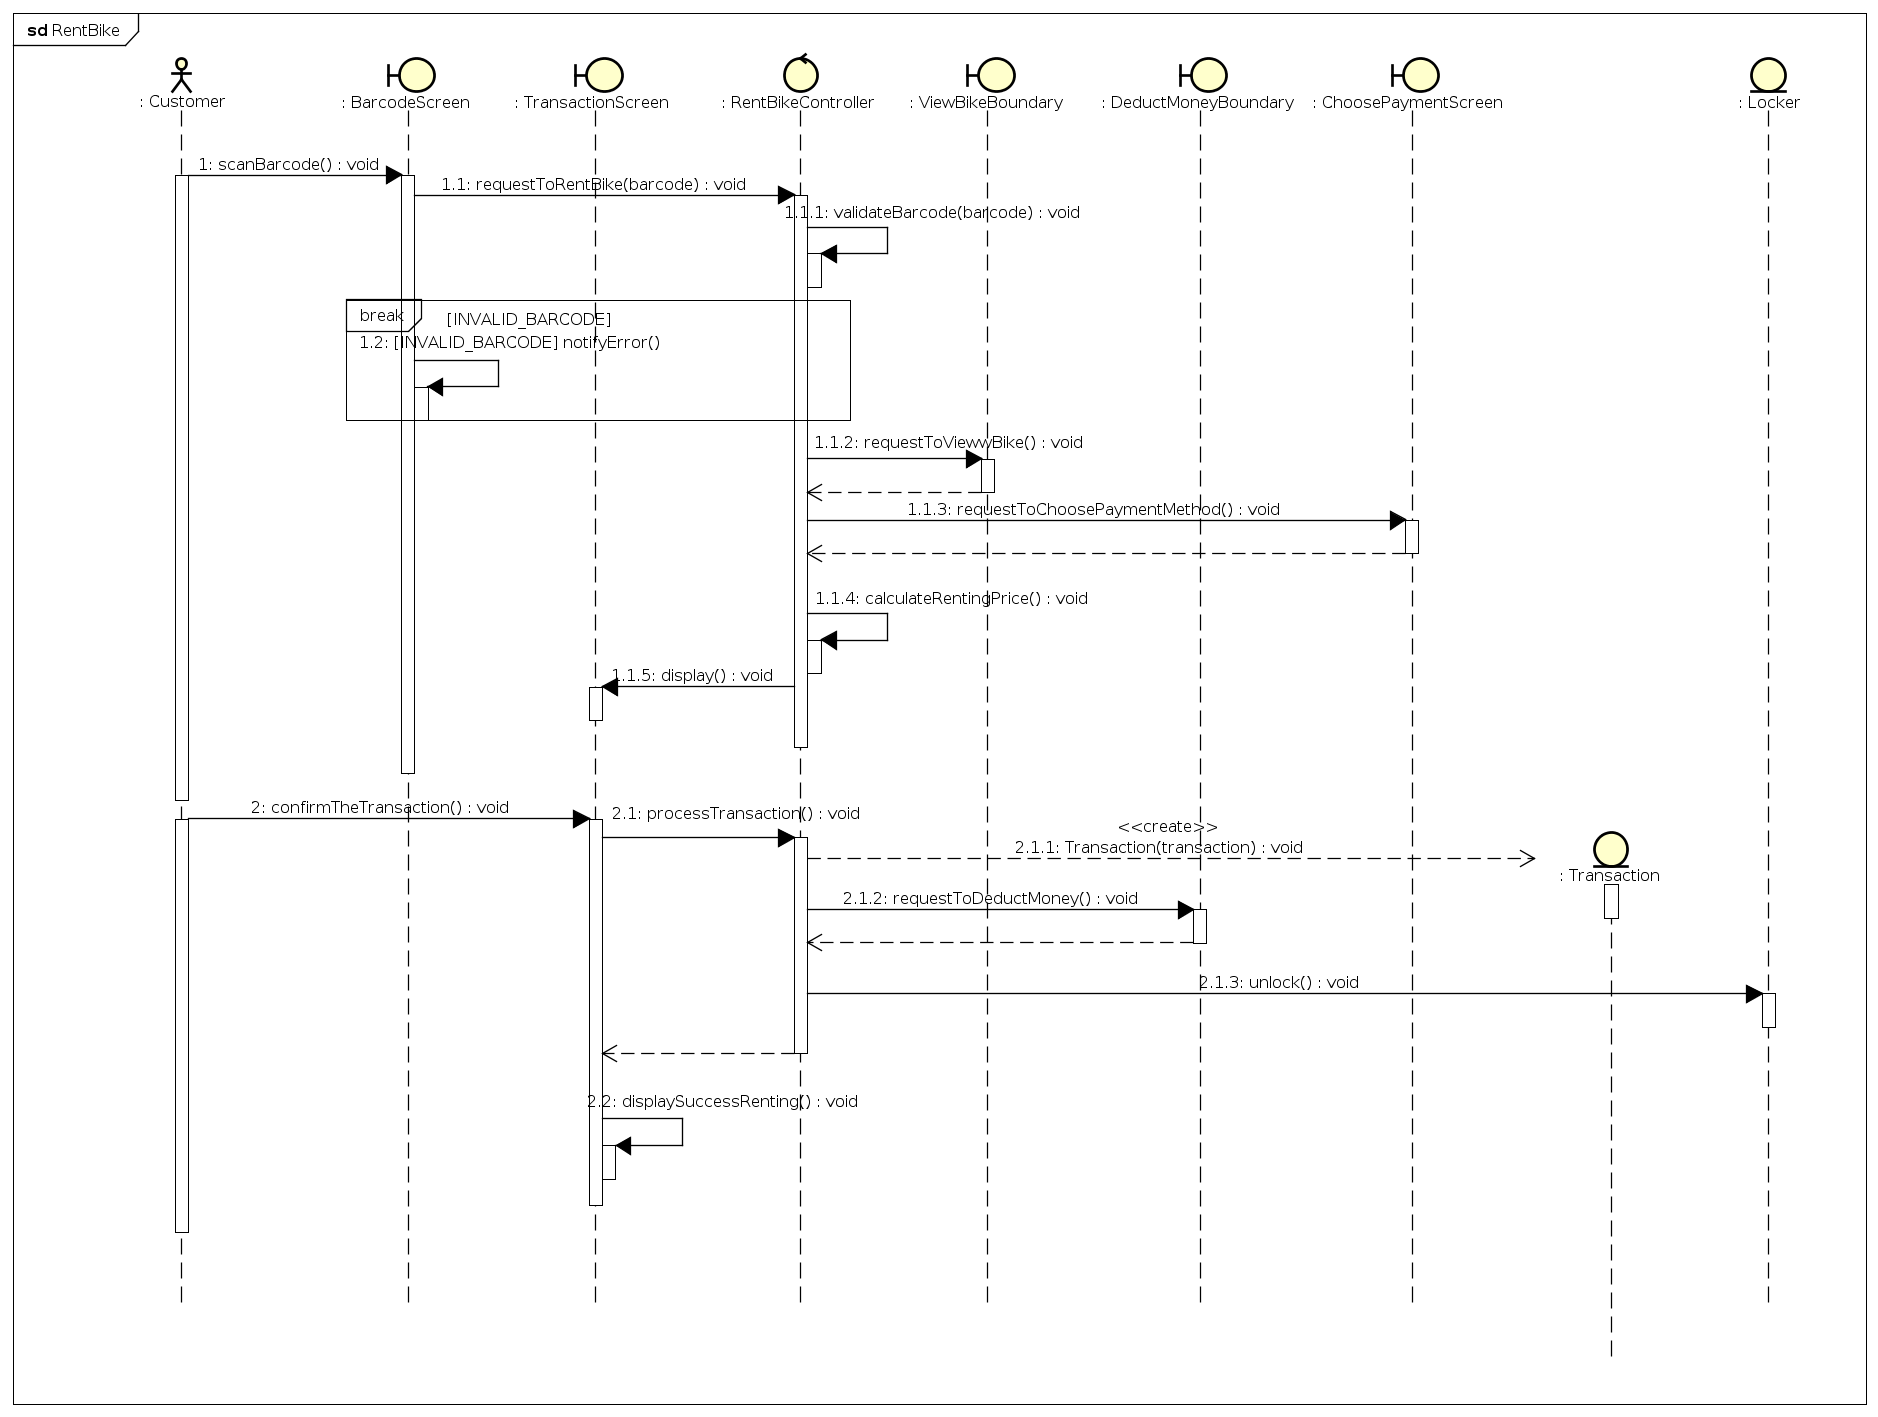 sd RentBike
: Customer
: BarcodeScreen
: TransactionScreen
: RentBikeController
: ViewBikeBoundary
: DeductMoneyBoundary
: ChoosePaymentScreen
: Locker
1: scanBarcode() : void
1.1: requestToRentBike(barcode) : void
1.1.1: validateBarcode(barcode) : void
break
[INVALID_BARCODE]
1.2: [INVALID_BARCODE] notifyError()
1.1.2: requestToViewwBike() : void
1.1.3: requestToChoosePaymentMethod() : void
1.1.4: calculateRentingPrice() : void
1.1.5: display() : void
2: confirmTheTransaction() : void
2.1: processTransaction() : void
<<create>>
2.1.1: Transaction(transaction) : void
: Transaction
2.1.2: requestToDeductMoney() : void
2.1.3: unlock() : void
2.2: displaySuccessRenting() : void